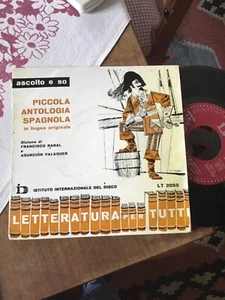 ascolto e so
PICCOLA
ANTOLOGIA
SPAGNOLA
in lingua originale
Dizione di
FRANCISCO RABAL
e
ASUNCIÓN VALAGUER
ISTITUTO INTERNAZIONALE DEL DISCO
LT 2055
LETTERATURA PER TUTTI